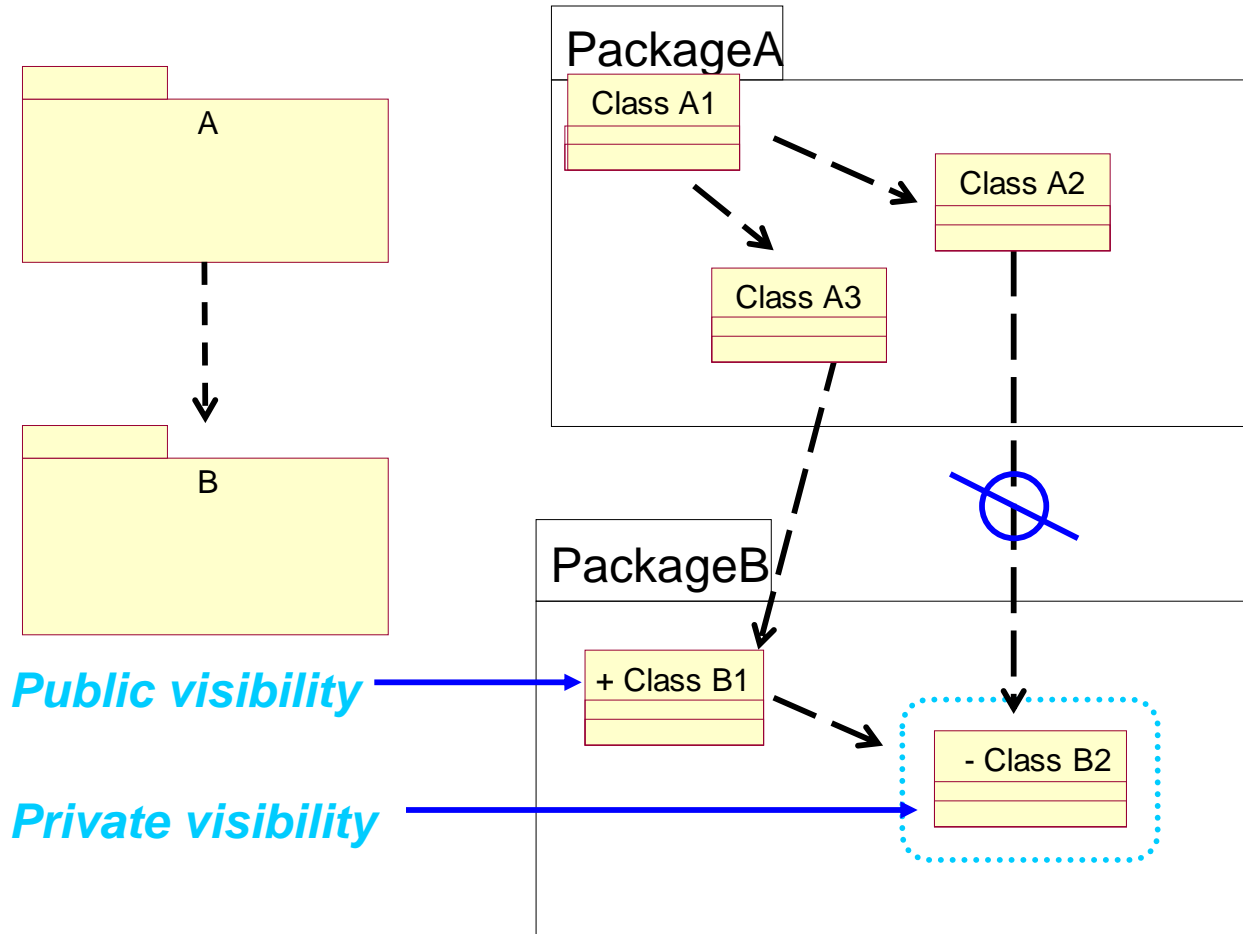 PackageA
Class A1
A
Class A2
Class A3
B
PackageB
Public visibility
+ Class B1
- Class B2
Private visibility